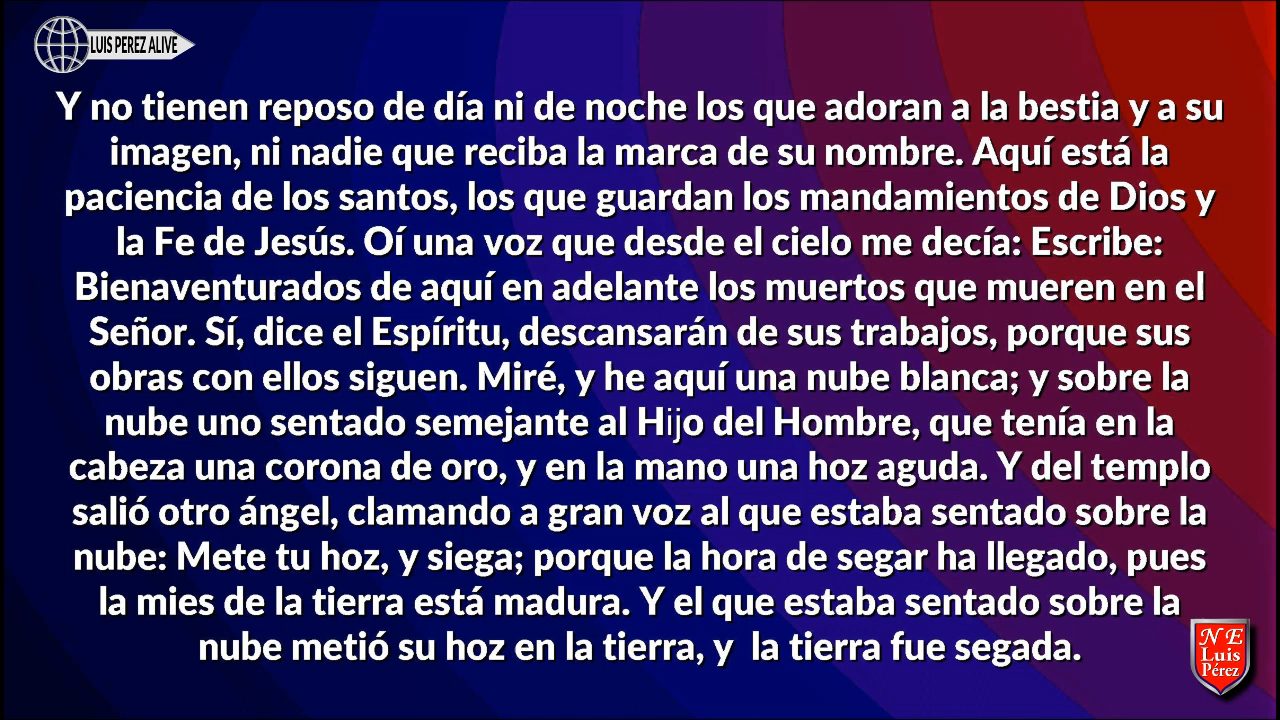 LUIS PEREZ ALIVE
Y no tienen reposo de día ni de noche los que adoran a la bestia y a su
imagen, ni nadie que reciba la marca de su nombre. Aquí está la
paciencia de los santos, los que guardan los mandamientos de Dios y
la Fe de Jesús. Oí una voz que desde el cielo me decía: Escribe:
Bienaventurados de aquí en adelante los muertos que mueren en el
Señor. Sí, dice el Espíritu, descansarán de sus trabajos, porque sus
obras con ellos siguen. Miré, y he aquí una nube blanca; y sobre la
nube uno sentado semejante al Hijo del Hombre, que tenía en la
cabeza una corona de oro, y en la mano una hoz aguda. Y del templo
salió otro ángel, clamando a gran voz al que estaba sentado sobre la
nube: Mete tu hoz, y siega; porque la hora de segar ha llegado, pues
la mies de la tierra está madura. Y el que estaba sentado sobre la
nube metió su hoz en la tierra, y  la tierra fue segada.
N E
Luis
Pérez